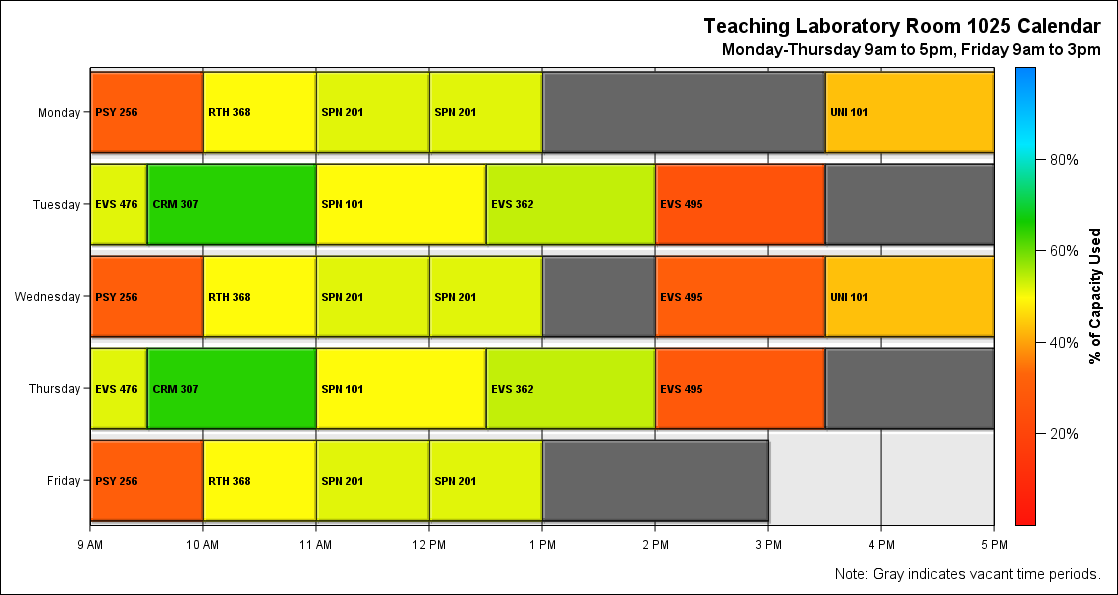 Teaching Laboratory Room 1025 Calendar
Monday-Thursday 9am to 5pm, Friday 9am to 3pm
Monday PSY 256 RTH 368 SPN 201 SPN 201 UNI 101
80%
Tuesday EVS 476 CRM 307 SPN 101 EVS 362 EVS 495
60%
Wednesday PSY 256 RTH 368 SPN 201 SPN 201 EVS 495 UNI 101
% of Capacity Used
40%
Thursday EVS 476 CRM 307 SPN 101 EVS 362 EVS 495
20%
Friday PSY 256 RTH 368 SPN 201 SPN 201
9 AM 10 AM 11 AM 12 PM 1 PM 2 PM 3 PM 4 PM 5 PM
Note: Gray indicates vacant time periods.